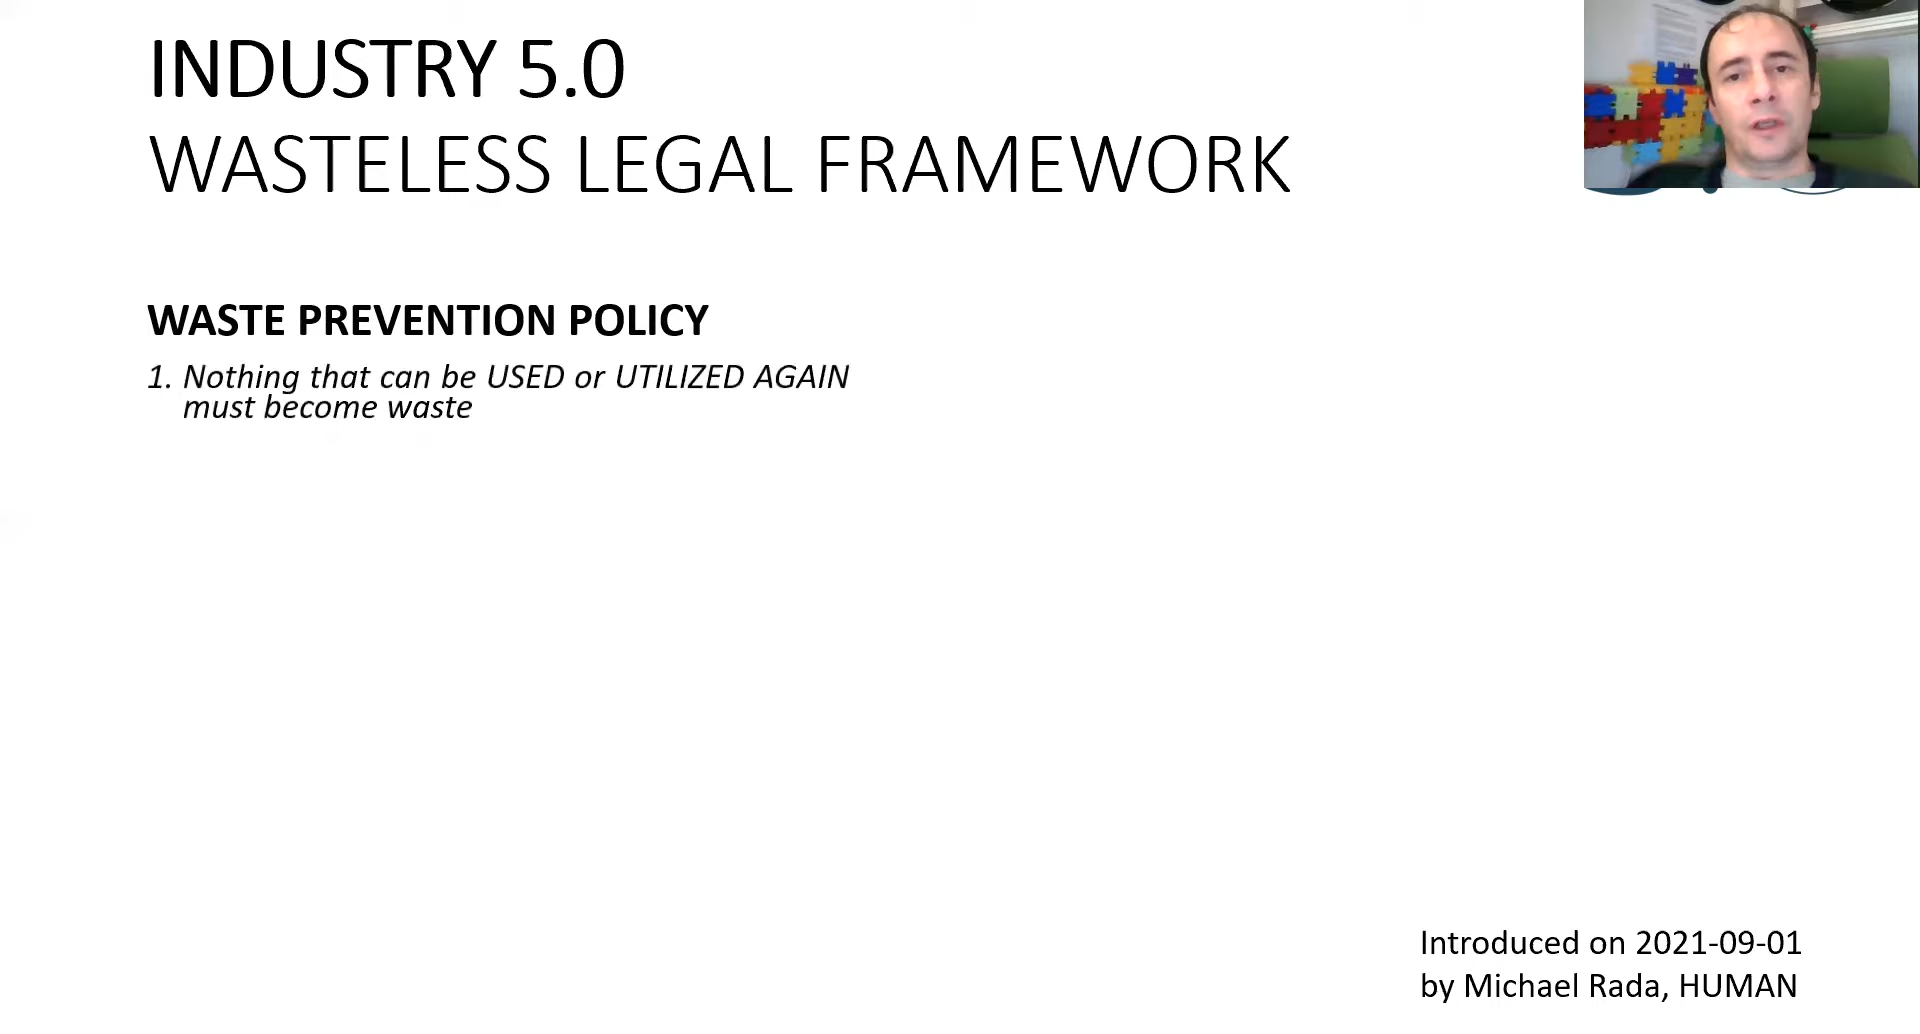 INDUSTRY 5.0
WASTELESS LEGAL FRAMEWORK
WASTE PREVENTION POLICY
1. Nothing that can be USED or UTILIZED AGAIN
must become waste
Introduced on 2021-09-01
by Michael Rada, HUMAN